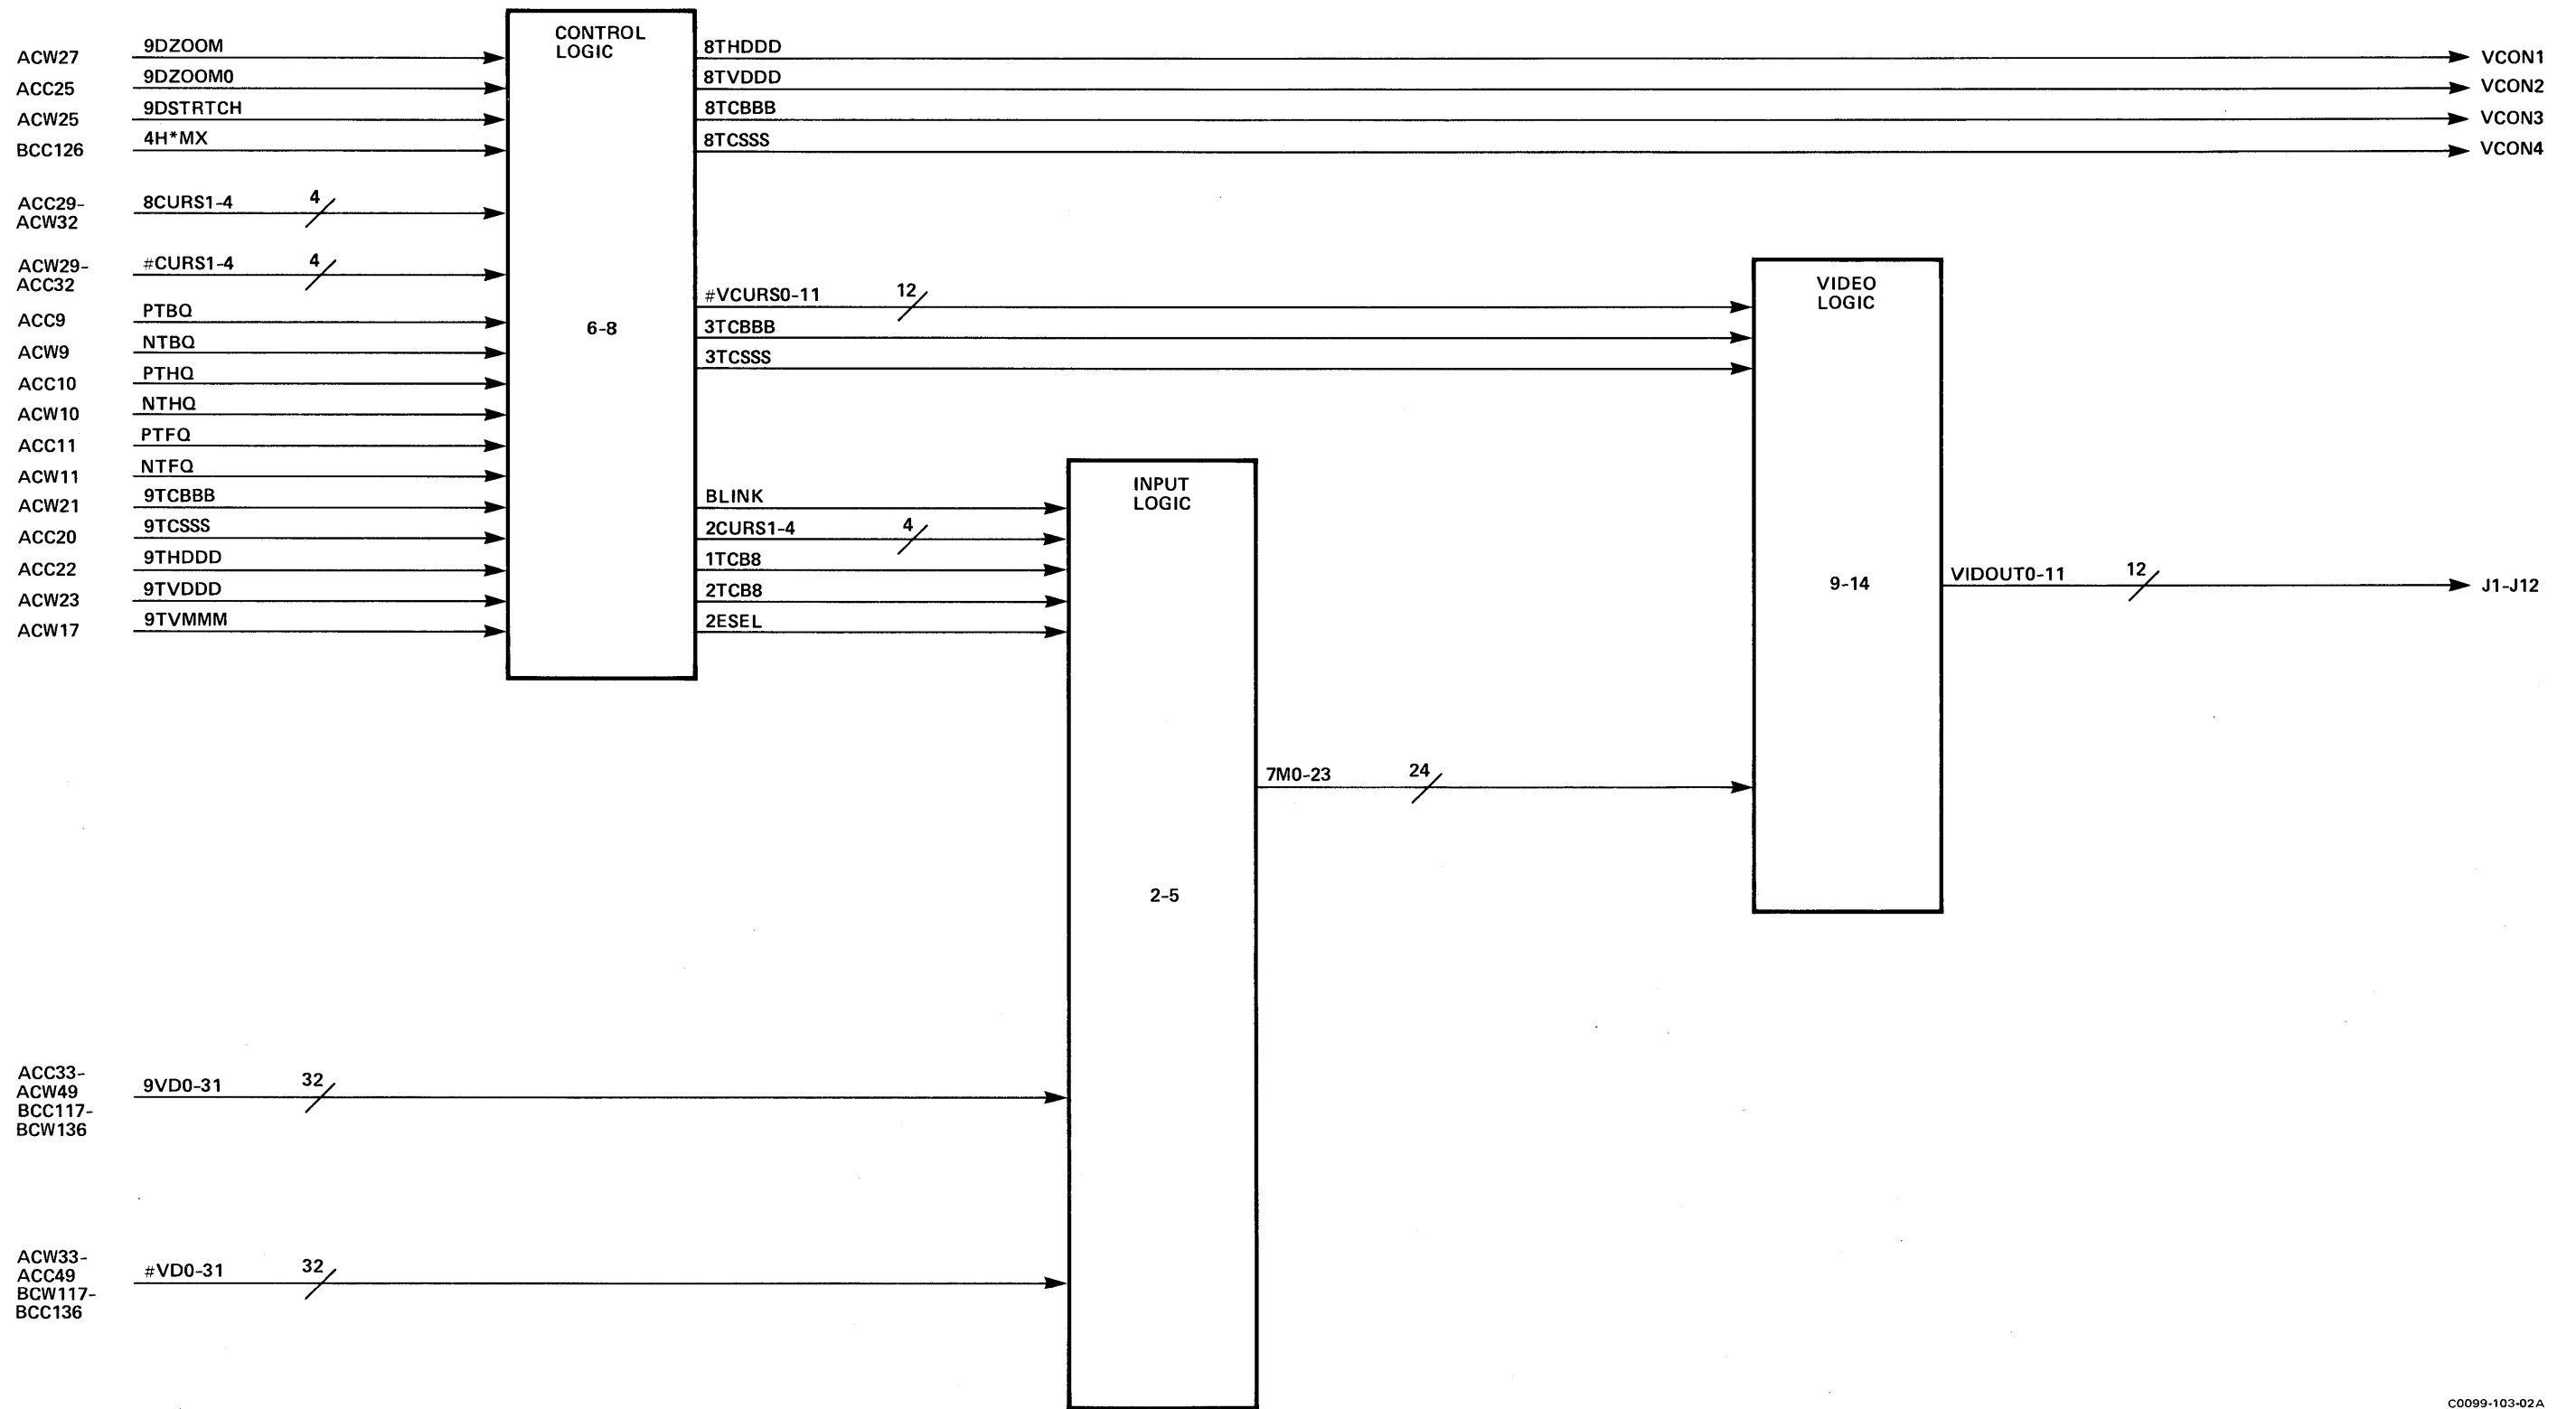 CONTROL
LOGIC
6-8
ACW27
9DZOOM
ACC25
9DZOOM0
ACW25
9DSTRTCH
BCC126
4H*MX
ACC29-
ACW32
8CURS1-4
4
ACW29-
ACC32
#CURS1-4
4
ACC9
PTBQ
ACW9
NTBQ
ACC10
PTHQ
ACW10
NTHQ
ACC11
PTFQ
ACW11
NTFQ
ACW21
9TCBBB
ACC20
9TCSSS
ACC22
9THDDD
ACW23
9TVDDD
ACW17
9TVMMM
8THDDD
VCON1
8TVDDD
VCON2
8TCBBB
VCON3
8TCSSS
VCON4
#VCURS0-11
12
3TCBBB
3TCSSS
BLINK
2CURS1-4
4
1TCB8
2TCB8
2ESEL
INPUT
LOGIC
2-5
VIDEO
LOGIC
9-14
VIDOUT0-11
12
J1-J12
7M0-23
24
ACC33-
ACW49
BCC117-
BCW136
9VD0-31
32
ACW33-
ACC49
BCW117-
BCC136
#VD0-31
32
C0099-103-02A